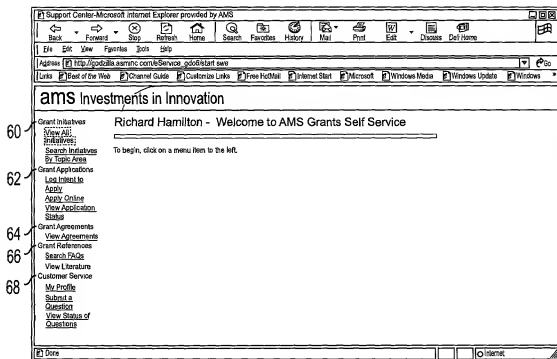 Support Center-Microsoft Internet Explorer provided by AMS
Back Forward Stop Refresh Home Search Favorites History Mail Print Edit Discuss Dell Home
File Edit View Favorites Tools Help
Address http://godzilla.asminc.com/eService_gdo6/start swe Go
Links Best of the Web Channel Guide Customize Links Free HotMail Internet Start Microsoft Windows Media Windows Update Windows
ams Investments in Innovation
60
Grant Initiatives
Richard Hamilton - Welcome to AMS Grants Self Service
View All
Initiatives
To begin, click on a menu item to the left.
Search Initiatives
By Topic Area
62
Grant Applications
Log Intent to
Apply
Apply Online
View Application
Status
64
Grant Agreements
View Agreements
66
Grant References
Search FAQs
View Literature
68
Customer Service
My Profile
Submit a
Question
View Status of
Questions
Done Internet